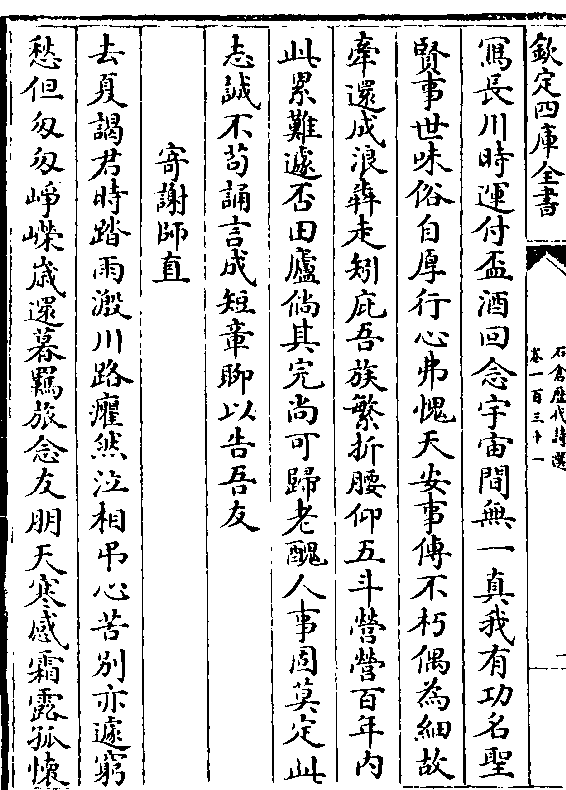 欽定四庫全書
石倉歷代詩選
卷一百三十一
寫長川時運付盃酒回念宇宙間無一真我有功名聖
賢事世味俗自厚行心弗愧天安事傳不朽偶為細故
牽還成浪犇走矧庇吾族繁折腰仰五斗營營百年内
此累難遽否田廬倘其完尚可歸老醜人事固莫定此
志誠不苟誦言成短章聊以告吾友
寄謝師直
去夏謁君時踏雨澱川路癯然泣相弔心苦别亦遽窮
愁但匆匆崢嶸歲還暮羈旅念友朋天寒感霜露孤懷